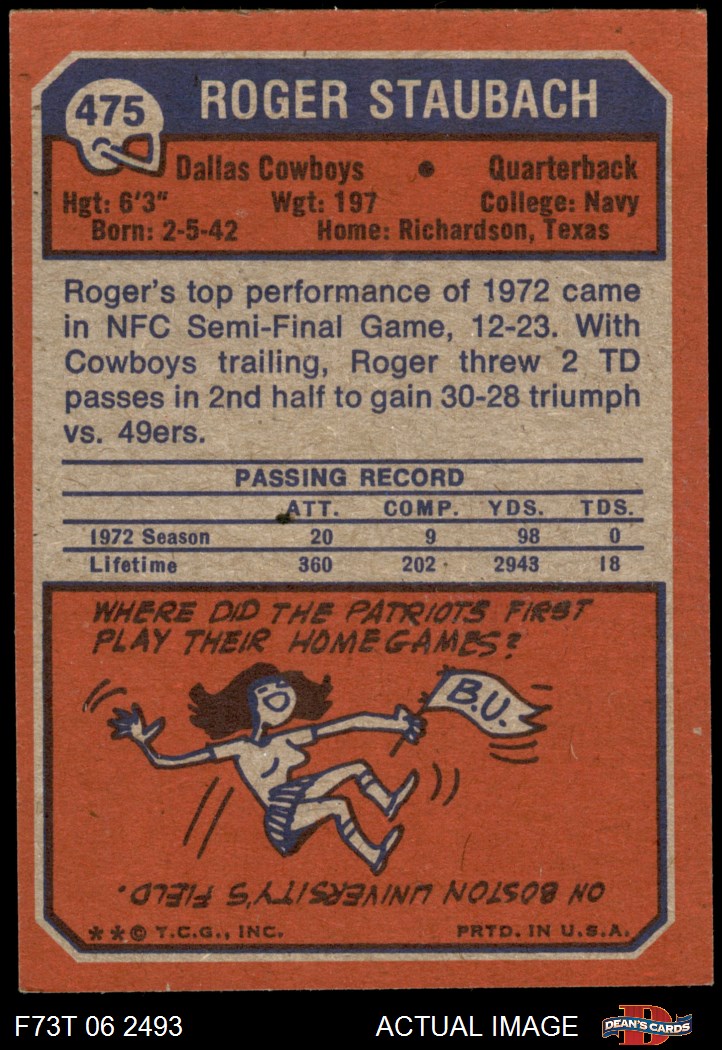 475
ROGER STAUBACH
Dallas Cowboys • Quarterback
Hgt: 6'3" Wgt: 197 College: Navy
Born: 2-5-42 Home: Richardson, Texas
Roger's top performance of 1972 came
in NFC Semi-Final Game, 12-23. With
Cowboys trailing, Roger threw 2 TD
passes in 2nd half to gain 30-28 triumph
vs. 49ers.
PASSING RECORD
ATT. COMP. YDS. TDS.
1972 Season 20 9 98 0
Lifetime 360 202 2943 18
WHERE DID THE PATRIOTS FIRST
PLAY THEIR HOME GAMES?
B.U.
ON BOSTON UNIVERSITY'S FIELD.
**© T.C.G., INC. PRTD. IN U.S.A.
F73T 06 2493 ACTUAL IMAGE D DEAN'S CARDS